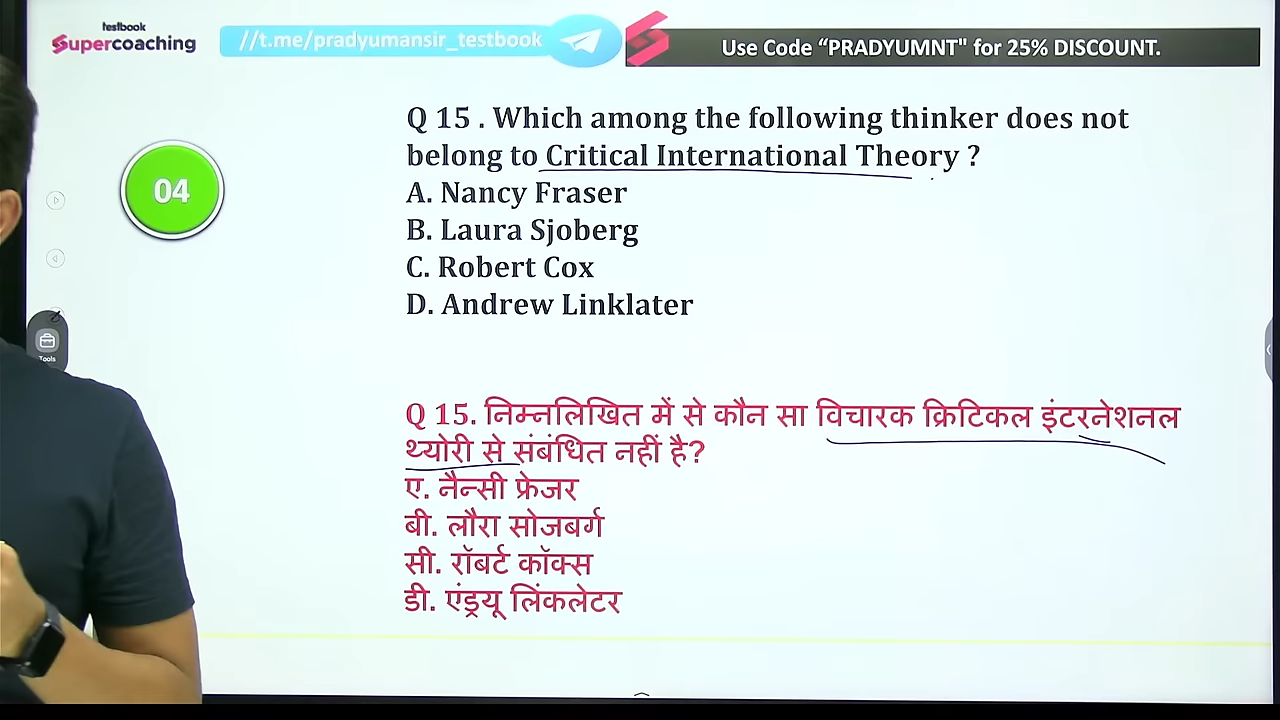 testbook
Supercoaching
//t.me/pradyumansir_testbook
Use Code “PRADYUMNT" for 25% DISCOUNT.
04
Q 15 . Which among the following thinker does not
belong to Critical International Theory ?
A. Nancy Fraser
B. Laura Sjoberg
C. Robert Cox
D. Andrew Linklater
Tools
Q 15. निम्नलिखित में से कौन सा विचारक क्रिटिकल इंटरनेशनल
थ्योरी से संबंधित नहीं है?
ए. नैन्सी फ्रेजर
बी. लौरा सोजबर्ग
सी. रॉबर्ट कॉक्स
डी. एंड्रयू लिंकलेटर